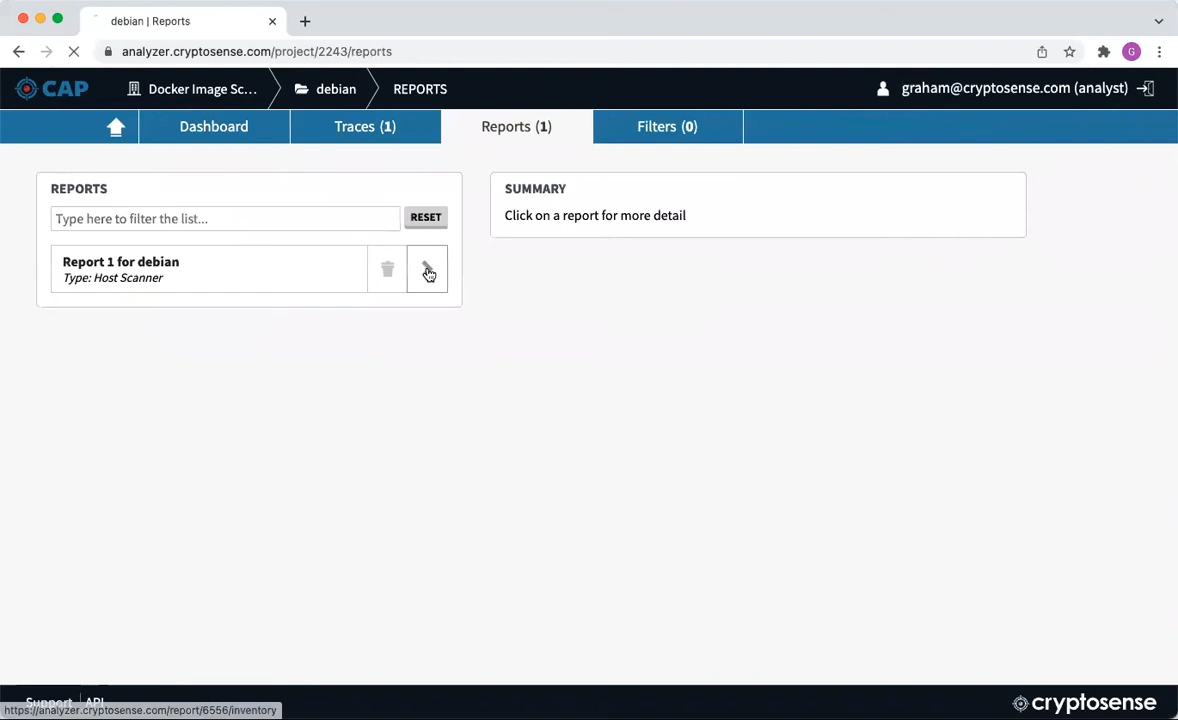 debian | Reports
analyzer.cryptosense.com/project/2243/reports
G
CAP
Docker Image Sc...
debian
REPORTS
graham@cryptosense.com (analyst)
Dashboard
Traces (1)
Reports (1)
Filters (0)
REPORTS
Type here to filter the list...
RESET
Report 1 for debian
Type: Host Scanner
SUMMARY
Click on a report for more detail
Support
API
https://analyzer.cryptosense.com/report/6556/inventory
cryptosense